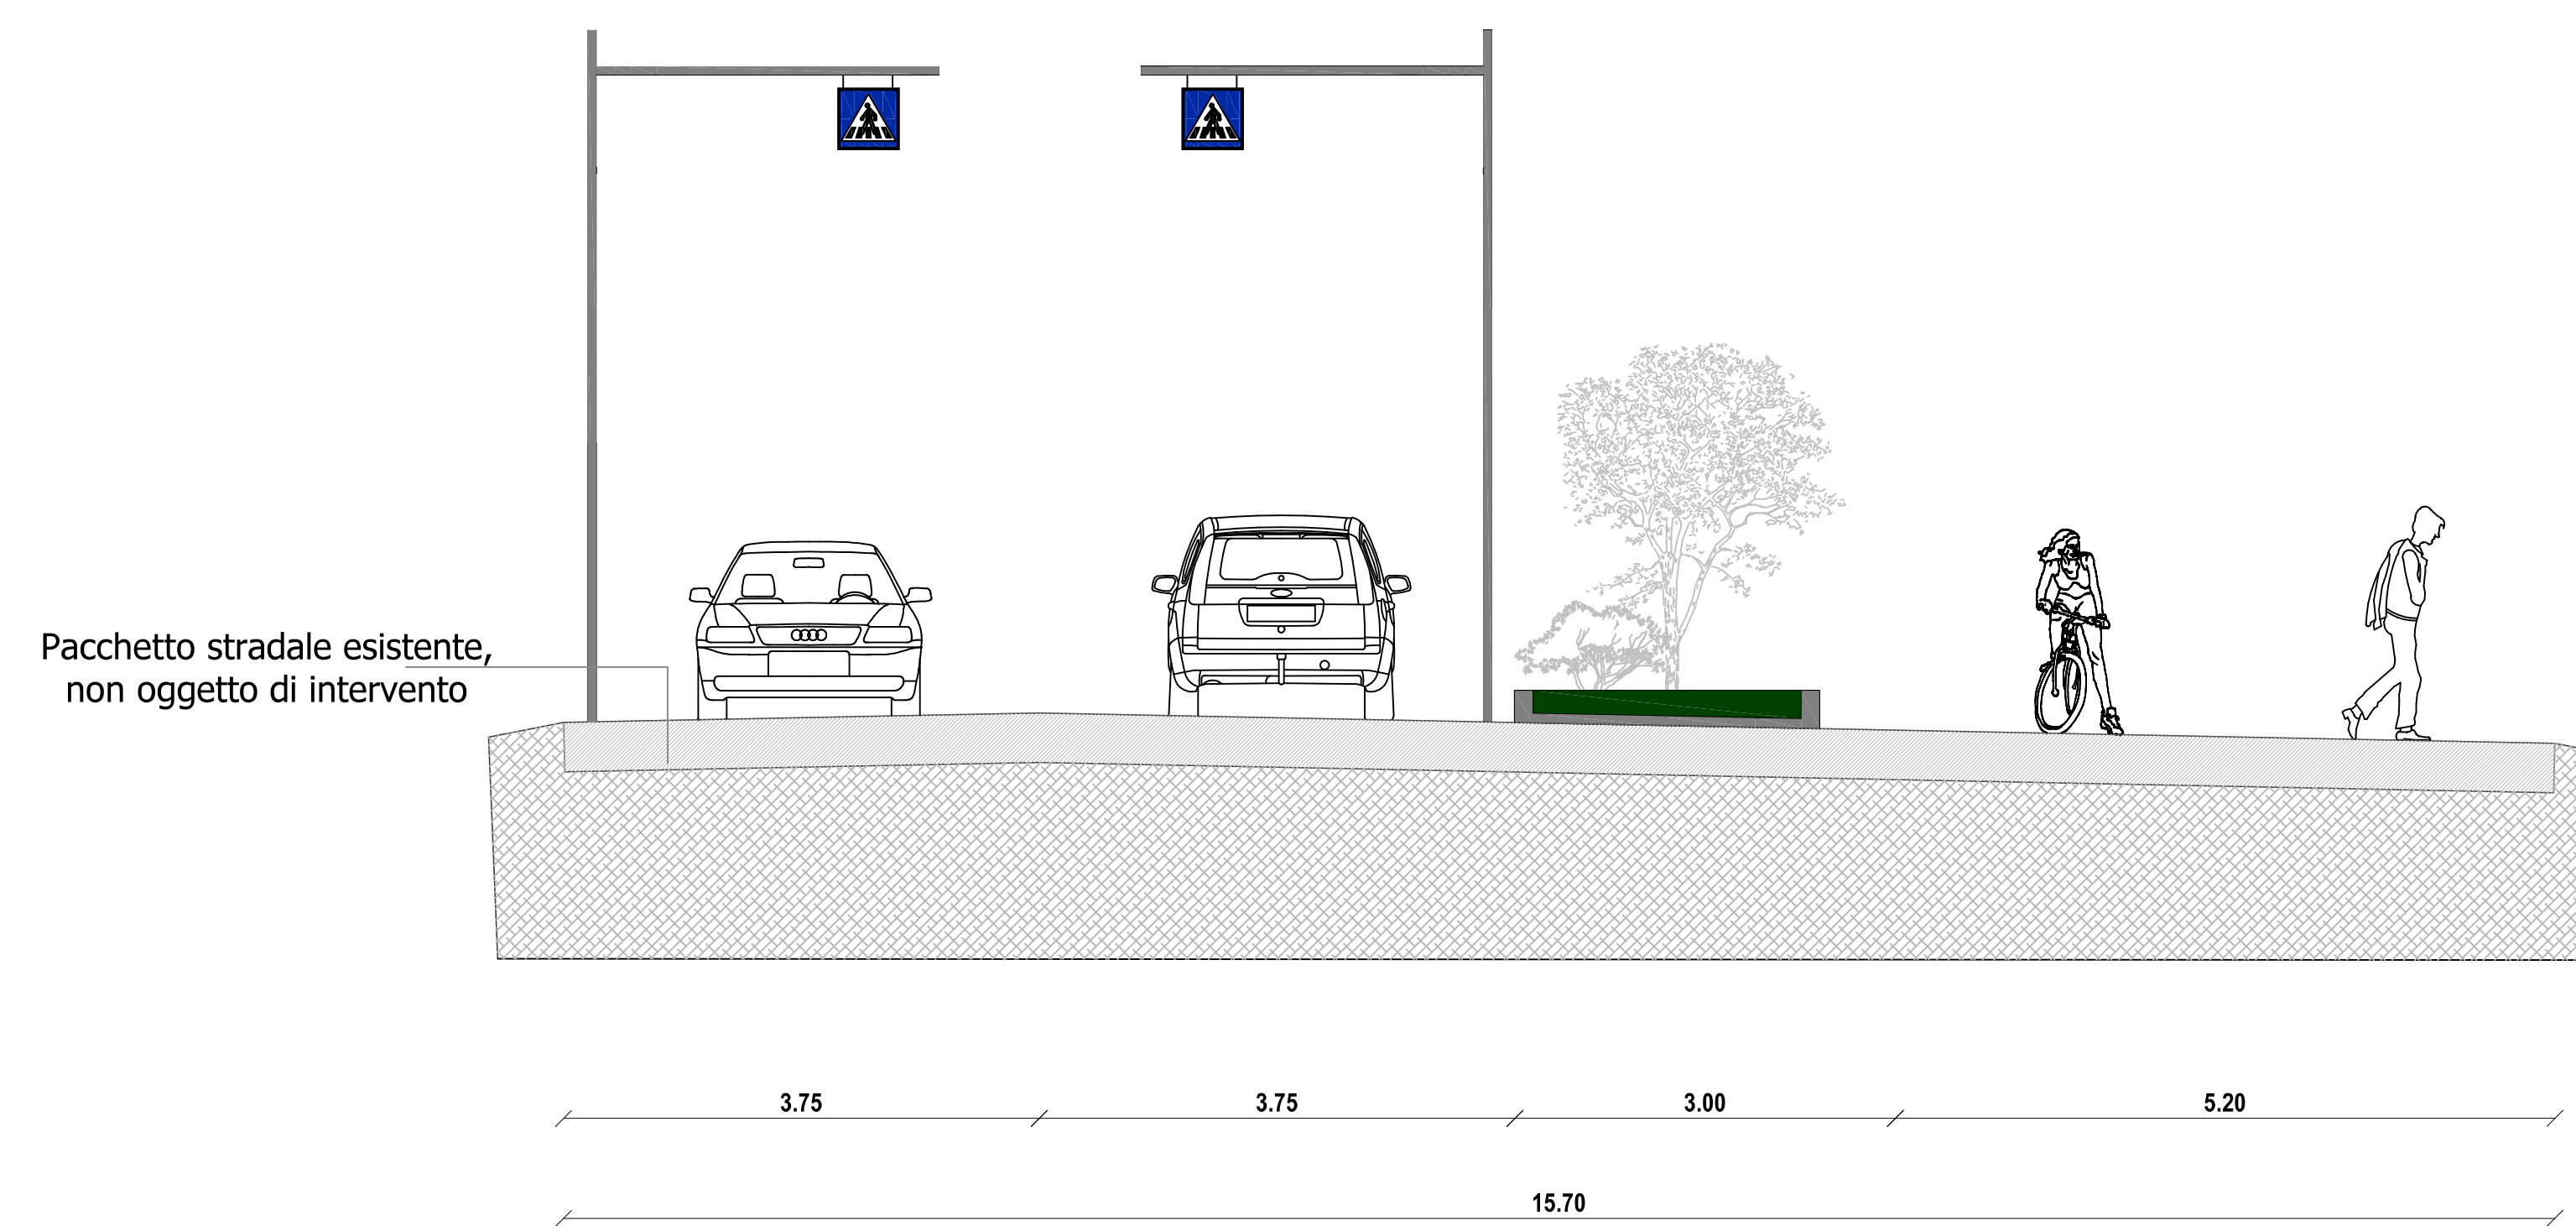 Pacchetto stradale esistente,
non oggetto di intervento
3.75
3.75
3.00
5.20
15.70